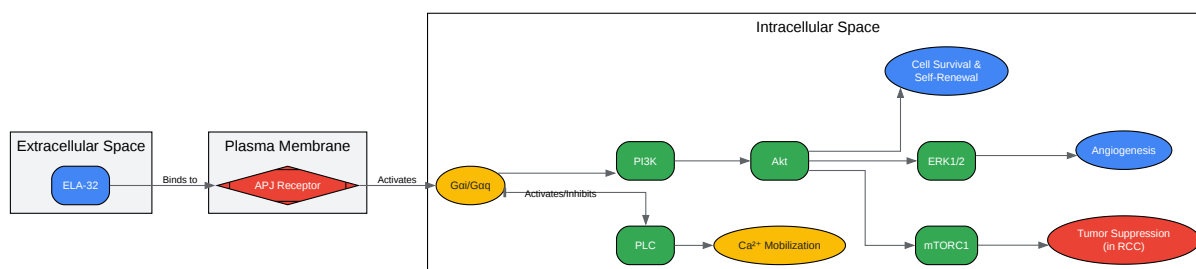 Intracellular Space
Cell Survival &
Self-Renewal
Extracellular Space
Plasma Membrane
PI3K
Akt
ERK1/2
Angiogenesis
ELA-32
Binds to
APJ Receptor
Activates
Gαi/Gαq
Activates/Inhibits
PLC
Ca²⁺ Mobilization
mTORC1
Tumor Suppression
(in RCC)